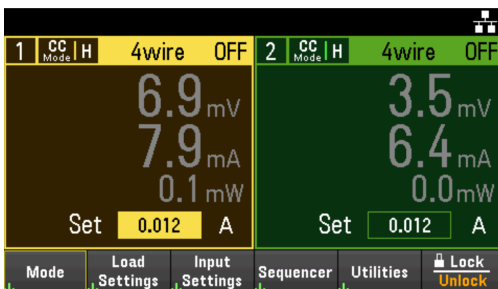 1 CC Mode H 4wire OFF
6.9 mV
7.9 mA
0.1 mW
Set 0.012 A
2 CC Mode H 4wire OFF
3.5 mV
6.4 mA
0.0 mW
Set 0.012 A
Mode
Load Settings
Input Settings
Sequencer
Utilities
Lock
Unlock